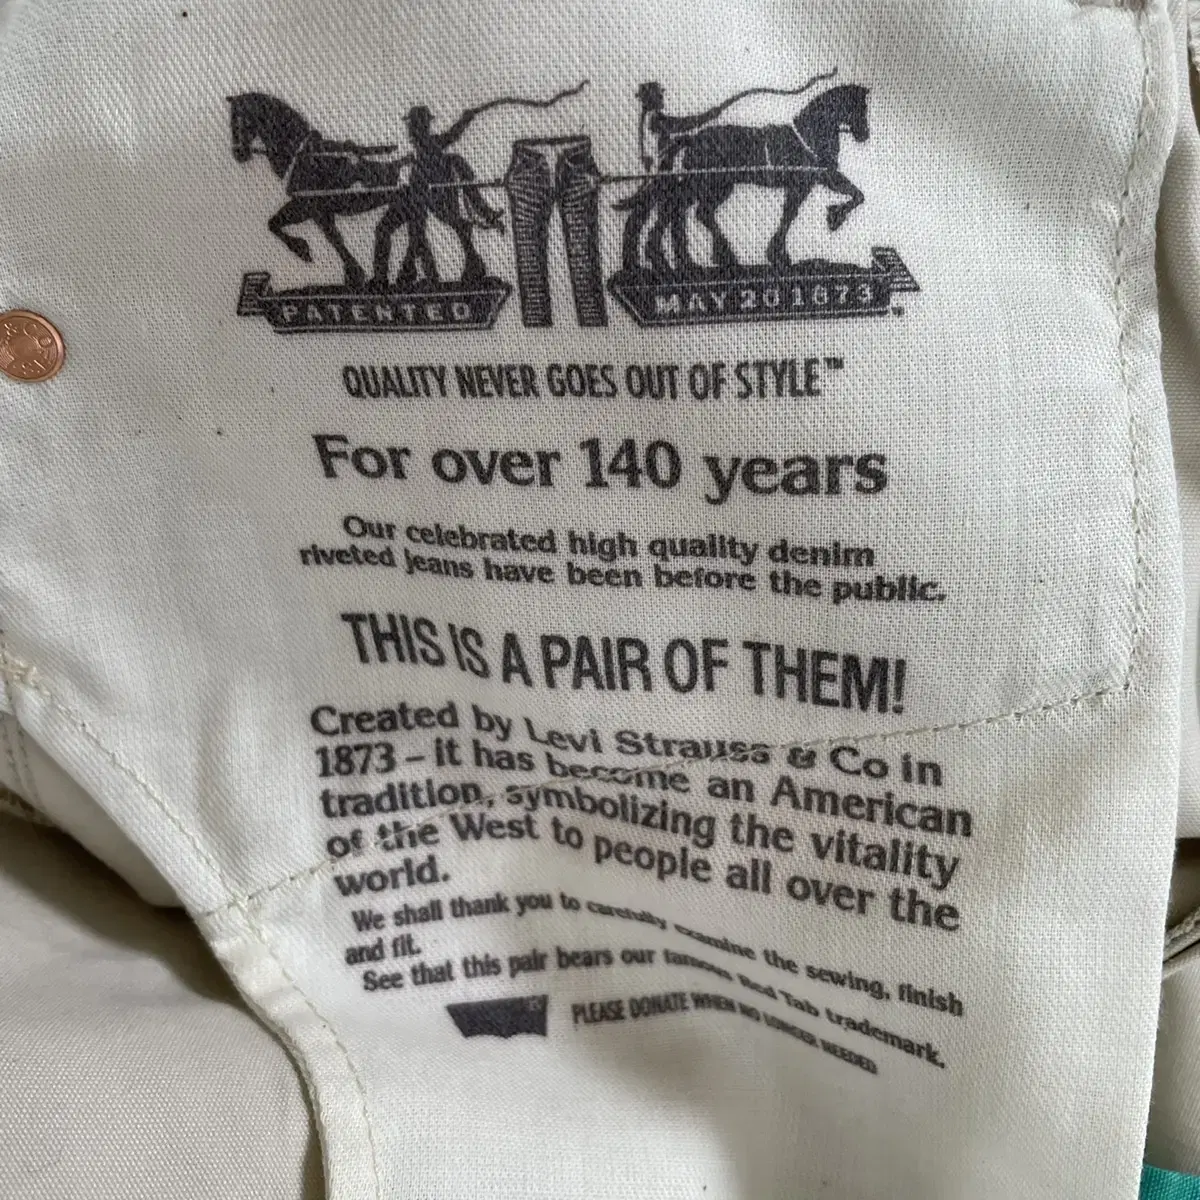 PATENTED
MAY 20 1873
QUALITY NEVER GOES OUT OF STYLE™
For over 140 years
Our celebrated high quality denim
riveted jeans have been before the public.
THIS IS A PAIR OF THEM!
Created by Levi Strauss & Co in
1873 – it has become an American
tradition, symbolizing the vitality
of the West to people all over the
world.
We shall thank you to carefully examine the sewing, finish
and fit.
See that this pair bears our famous Red Tab trademark.
PLEASE DONATE WHEN NO LONGER NEEDED